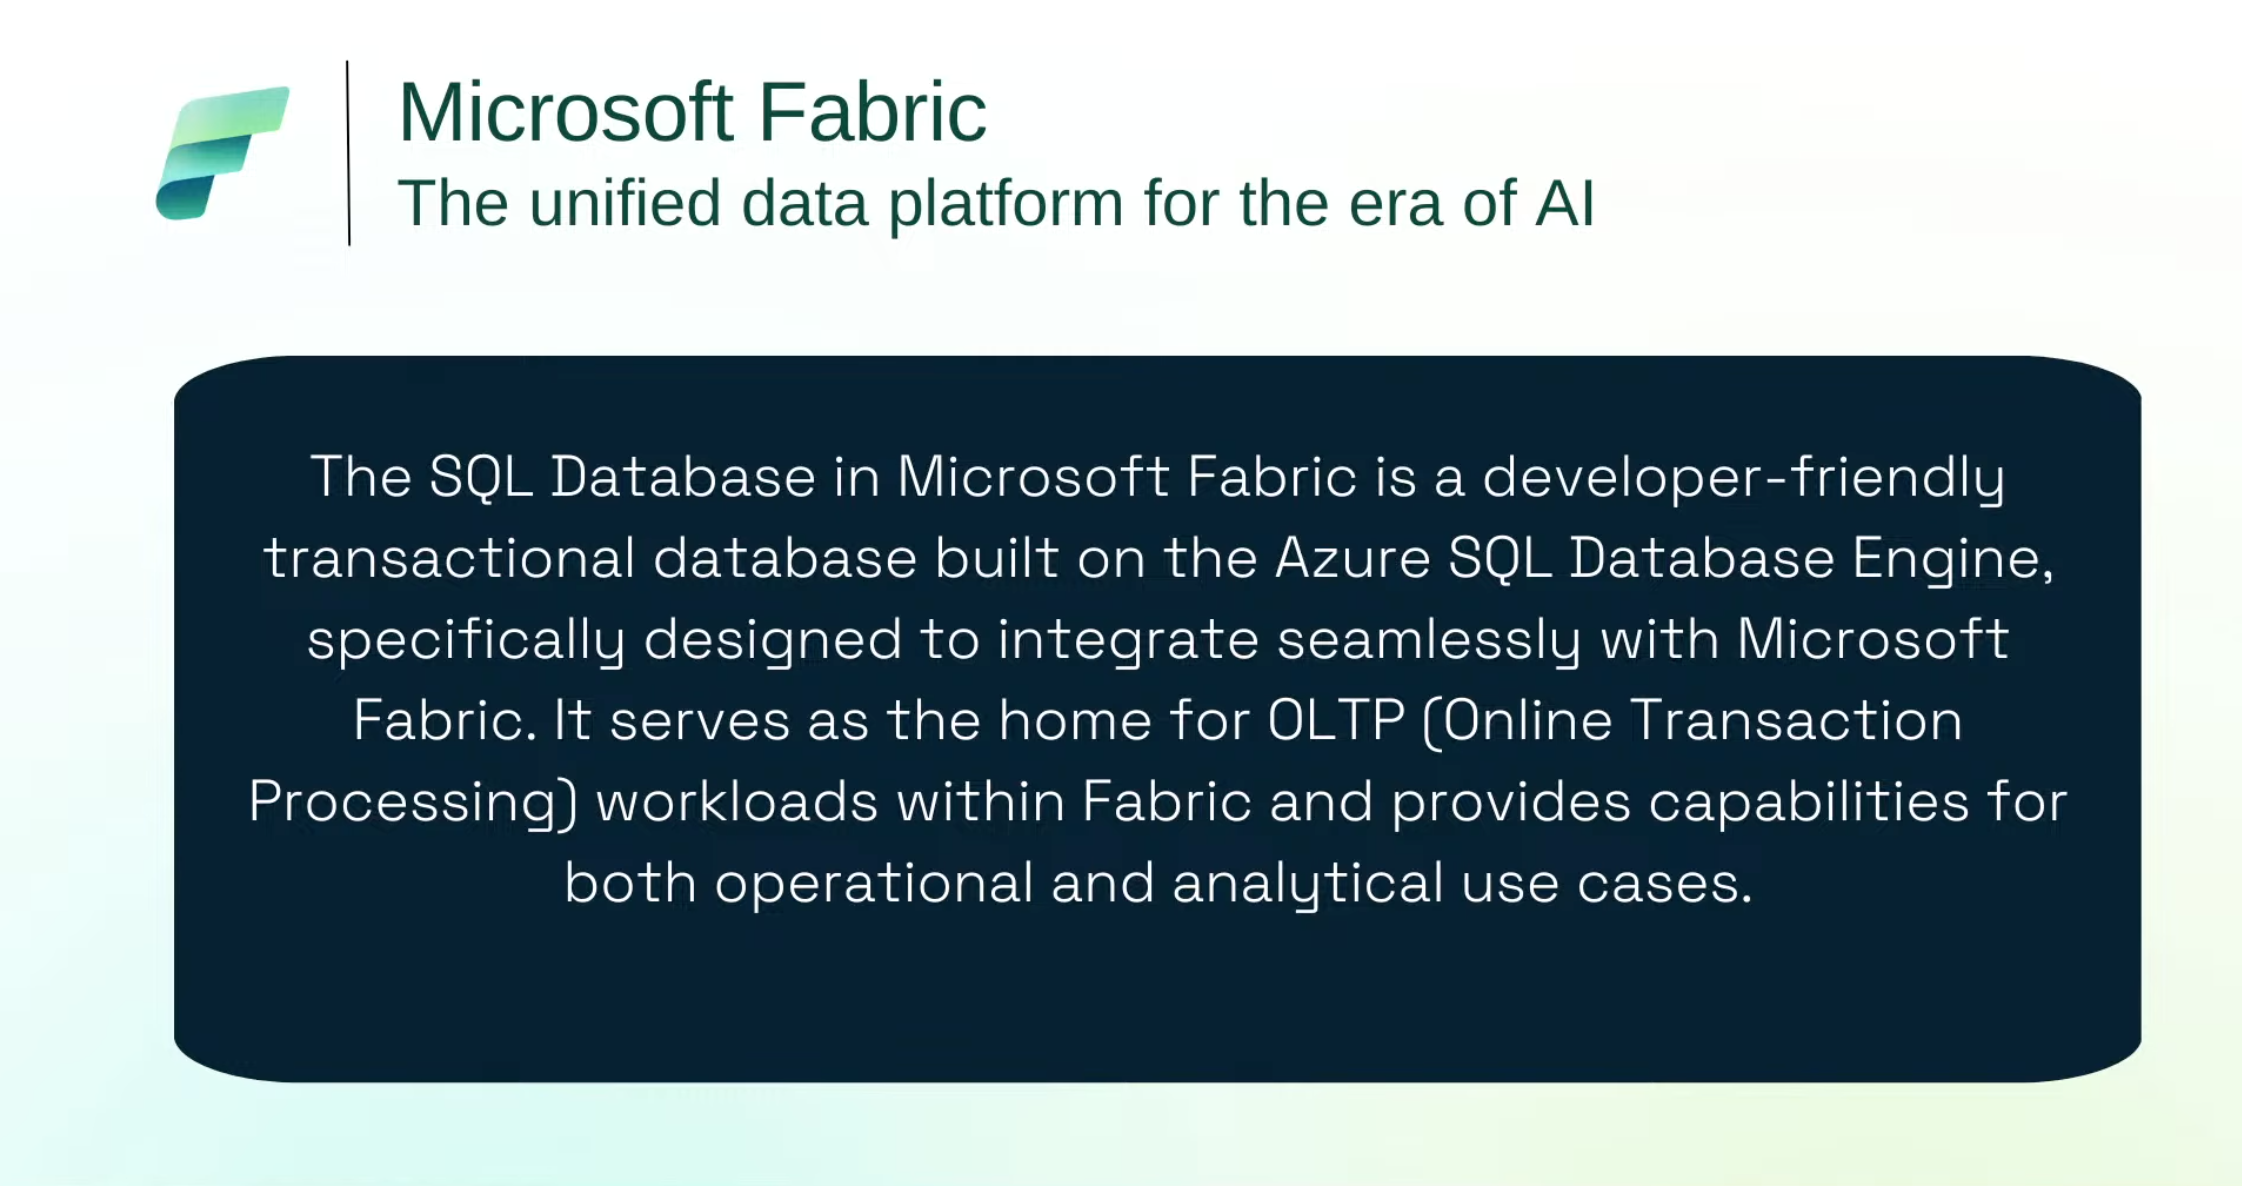 Microsoft Fabric
The unified data platform for the era of AI
The SQL Database in Microsoft Fabric is a developer-friendly
transactional database built on the Azure SQL Database Engine,
specifically designed to integrate seamlessly with Microsoft
Fabric. It serves as the home for OLTP (Online Transaction
Processing) workloads within Fabric and provides capabilities for
both operational and analytical use cases.